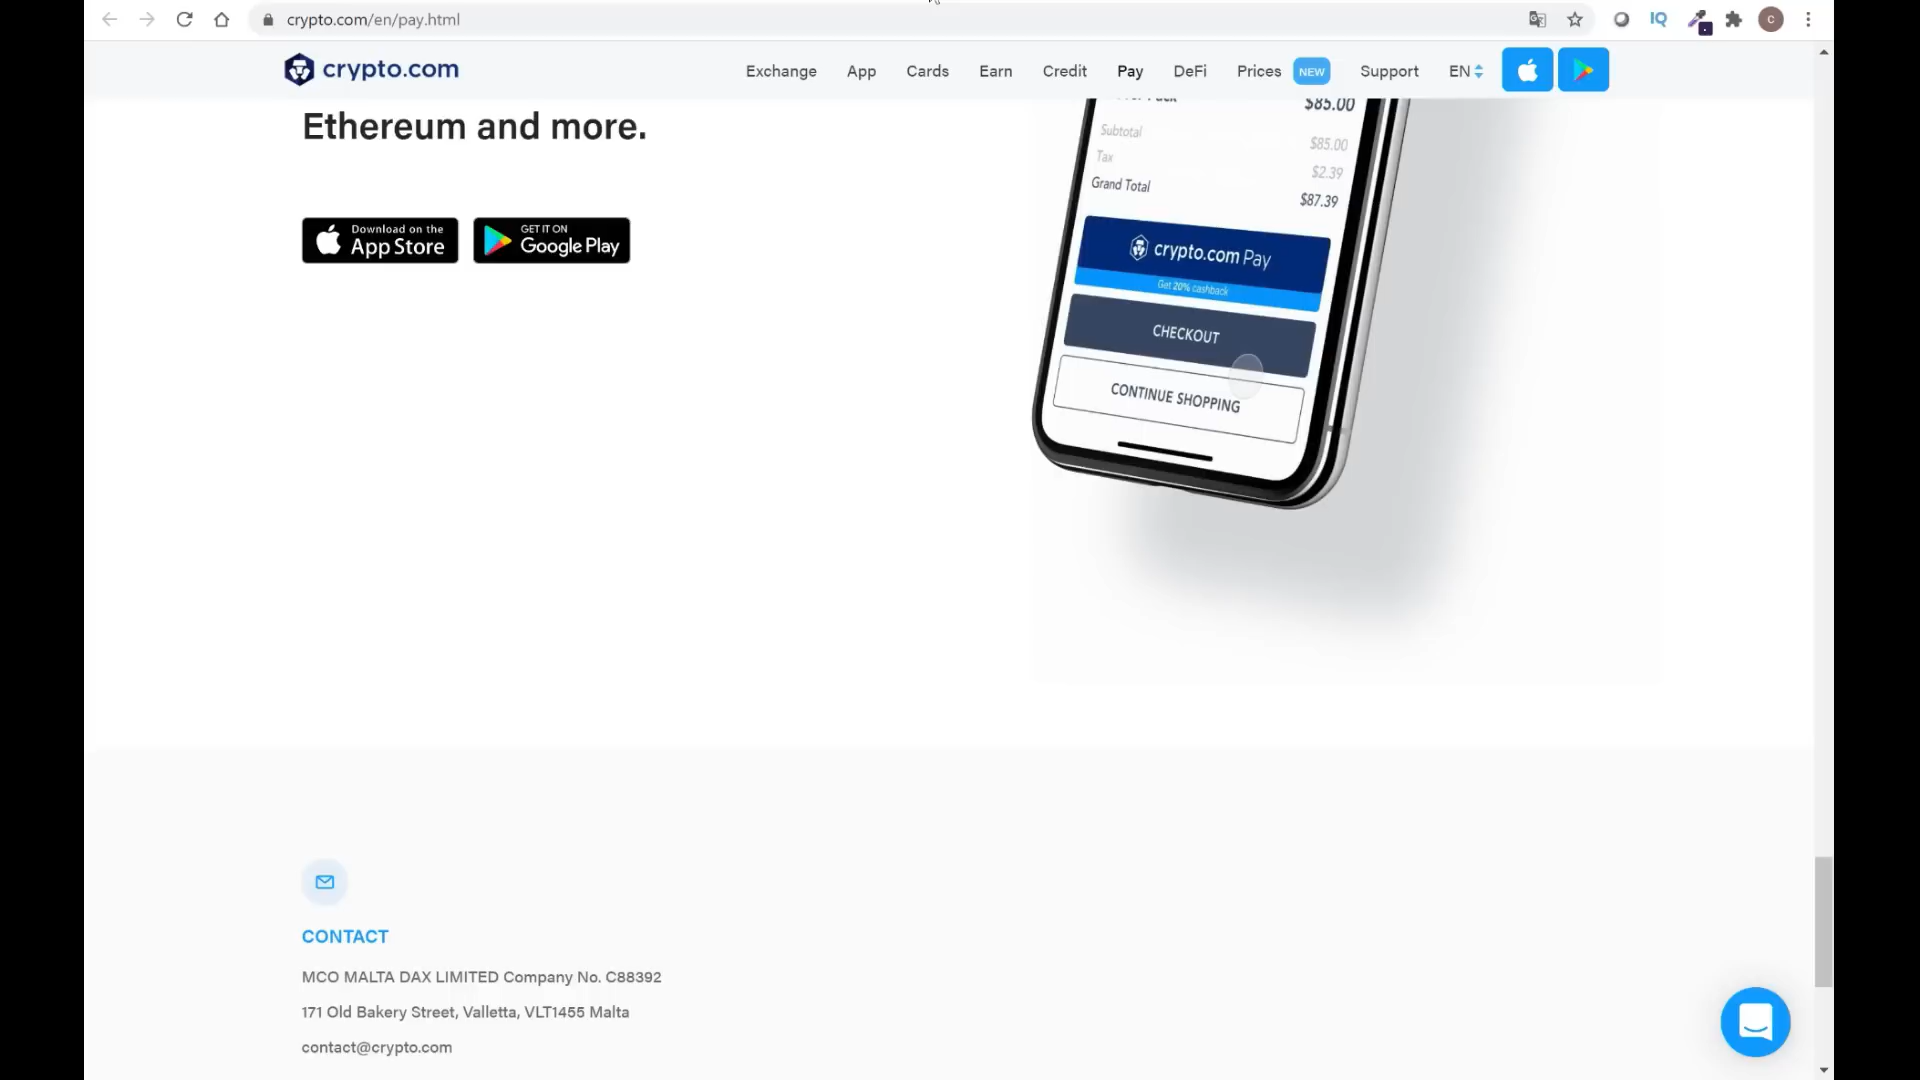 crypto.com/en/pay.html
IQ
C
crypto.com
Exchange
App
Cards
Earn
Credit
Pay
DeFi
Prices
NEW
Support
EN
Ethereum and more.
Download on the
App Store
GET IT ON
Google Play
$85.00
Subtotal
$85.00
Tax
$2.39
Grand Total
$87.39
crypto.com Pay
Get 20% cashback
CHECKOUT
CONTINUE SHOPPING
CONTACT
MCO MALTA DAX LIMITED Company No. C88392
171 Old Bakery Street, Valletta, VLT1455 Malta
contact@crypto.com